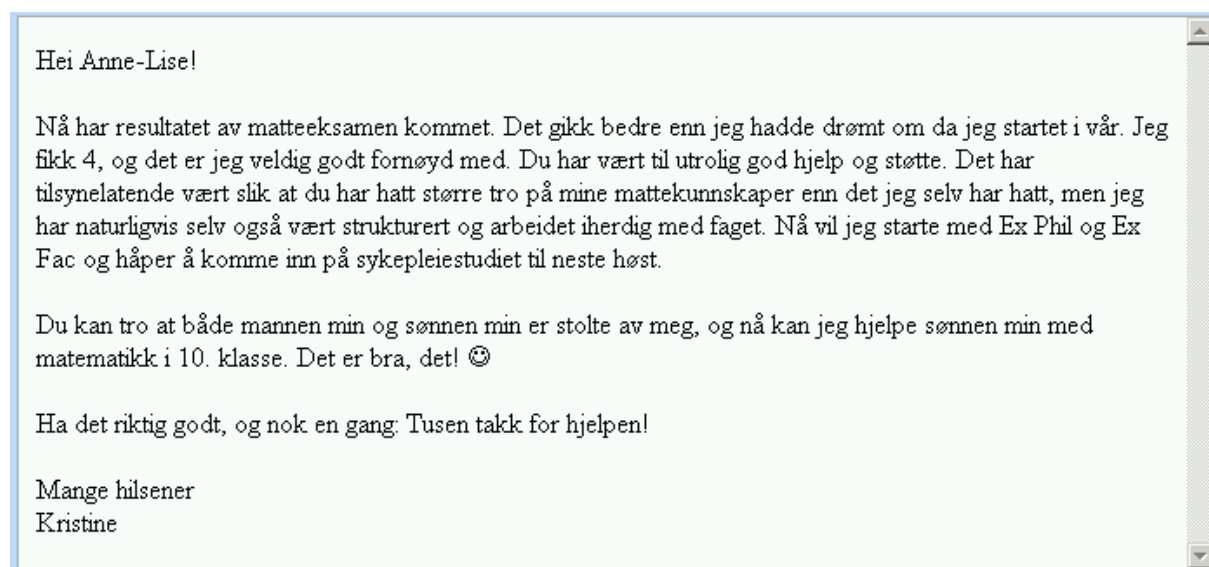 Hei Anne-Lise!
Nå har resultatet av matteeksamen kommet. Det gikk bedre enn jeg hadde drømt om da jeg startet i vår. Jeg
fikk 4, og det er jeg veldig godt fornøyd med. Du har vært til utrolig god hjelp og støtte. Det har
tilsynelatende vært slik at du har hatt større tro på mine mattekunnskaper enn det jeg selv har hatt, men jeg
har naturligvis selv også vært strukturert og arbeidet iherdig med faget. Nå vil jeg starte med Ex Phil og Ex
Fac og håper å komme inn på sykepleiestudiet til neste høst.
Du kan tro at både mannen min og sønnen min er stolte av meg, og nå kan jeg hjelpe sønnen min med
matematikk i 10. klasse. Det er bra, det! ☺
Ha det riktig godt, og nok en gang: Tusen takk for hjelpen!
Mange hilsener
Kristine